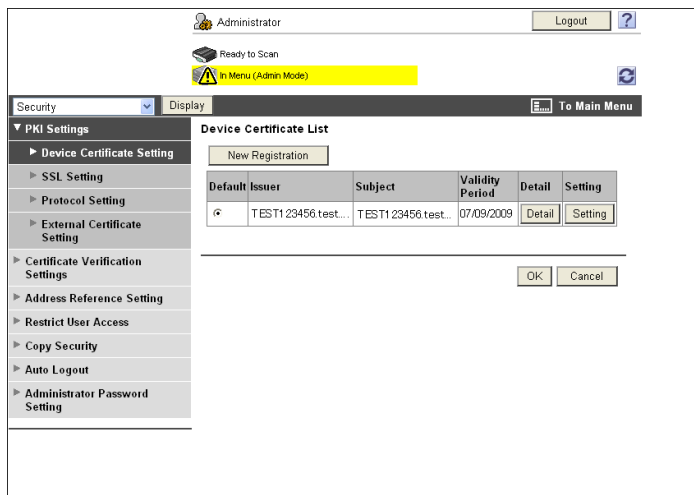 Administrator
Logout
?
Ready to Scan
In Menu (Admin Mode)
Security
Display
To Main Menu
PKI Settings
Device Certificate Setting
SSL Setting
Protocol Setting
External Certificate
Setting
Certificate Verification
Settings
Address Reference Setting
Restrict User Access
Copy Security
Auto Logout
Administrator Password
Setting
Device Certificate List
New Registration
Default Issuer Subject Validity Period Detail Setting
TEST123456.test... TEST123456.test... 07/09/2009 Detail Setting
OK Cancel